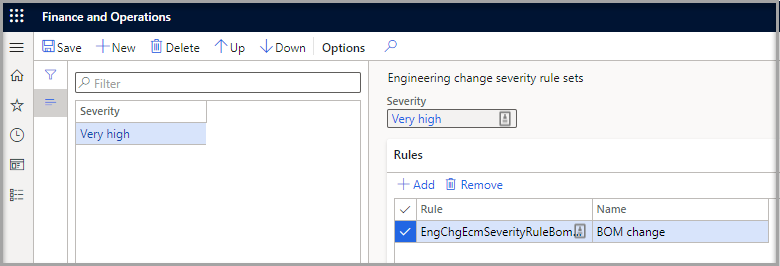 Finance and Operations
Save New Delete Up Down Options
Filter
Severity
Very high
Engineering change severity rule sets
Severity
Very high
Rules
Add Remove
Rule Name
EngChgEcmSeverityRuleBom... BOM change